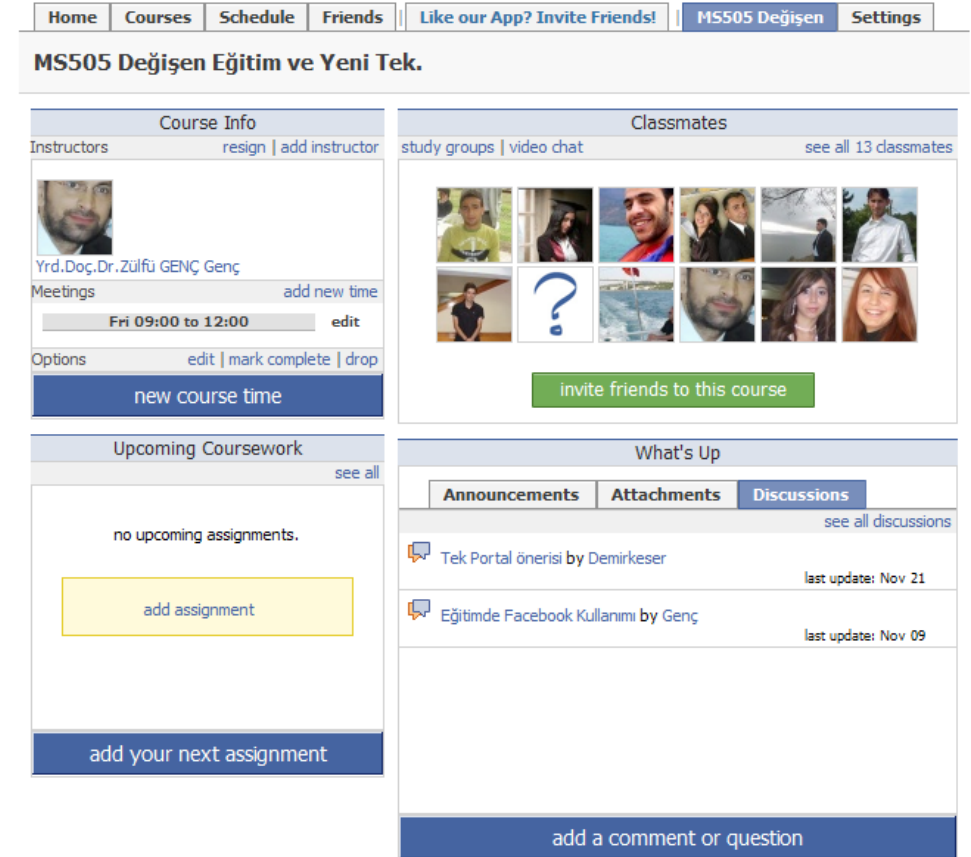 Home Courses Schedule Friends | Like our App? Invite Friends! | MS505 Değişen Settings
MS505 Değişen Eğitim ve Yeni Tek.
Course Info
Instructors resign | add instructor
Yrd.Doç.Dr.Zülfü GENÇ Genç
Meetings add new time
Fri 09:00 to 12:00 edit
Options edit | mark complete | drop
new course time
Classmates
study groups | video chat see all 13 classmates
?
invite friends to this course
Upcoming Coursework
see all
no upcoming assignments.
add assignment
add your next assignment
What's Up
Announcements Attachments Discussions
see all discussions
Tek Portal önerisi by Demirkeser
last update: Nov 21
Eğitimde Facebook Kullanımı by Genç
last update: Nov 09
add a comment or question